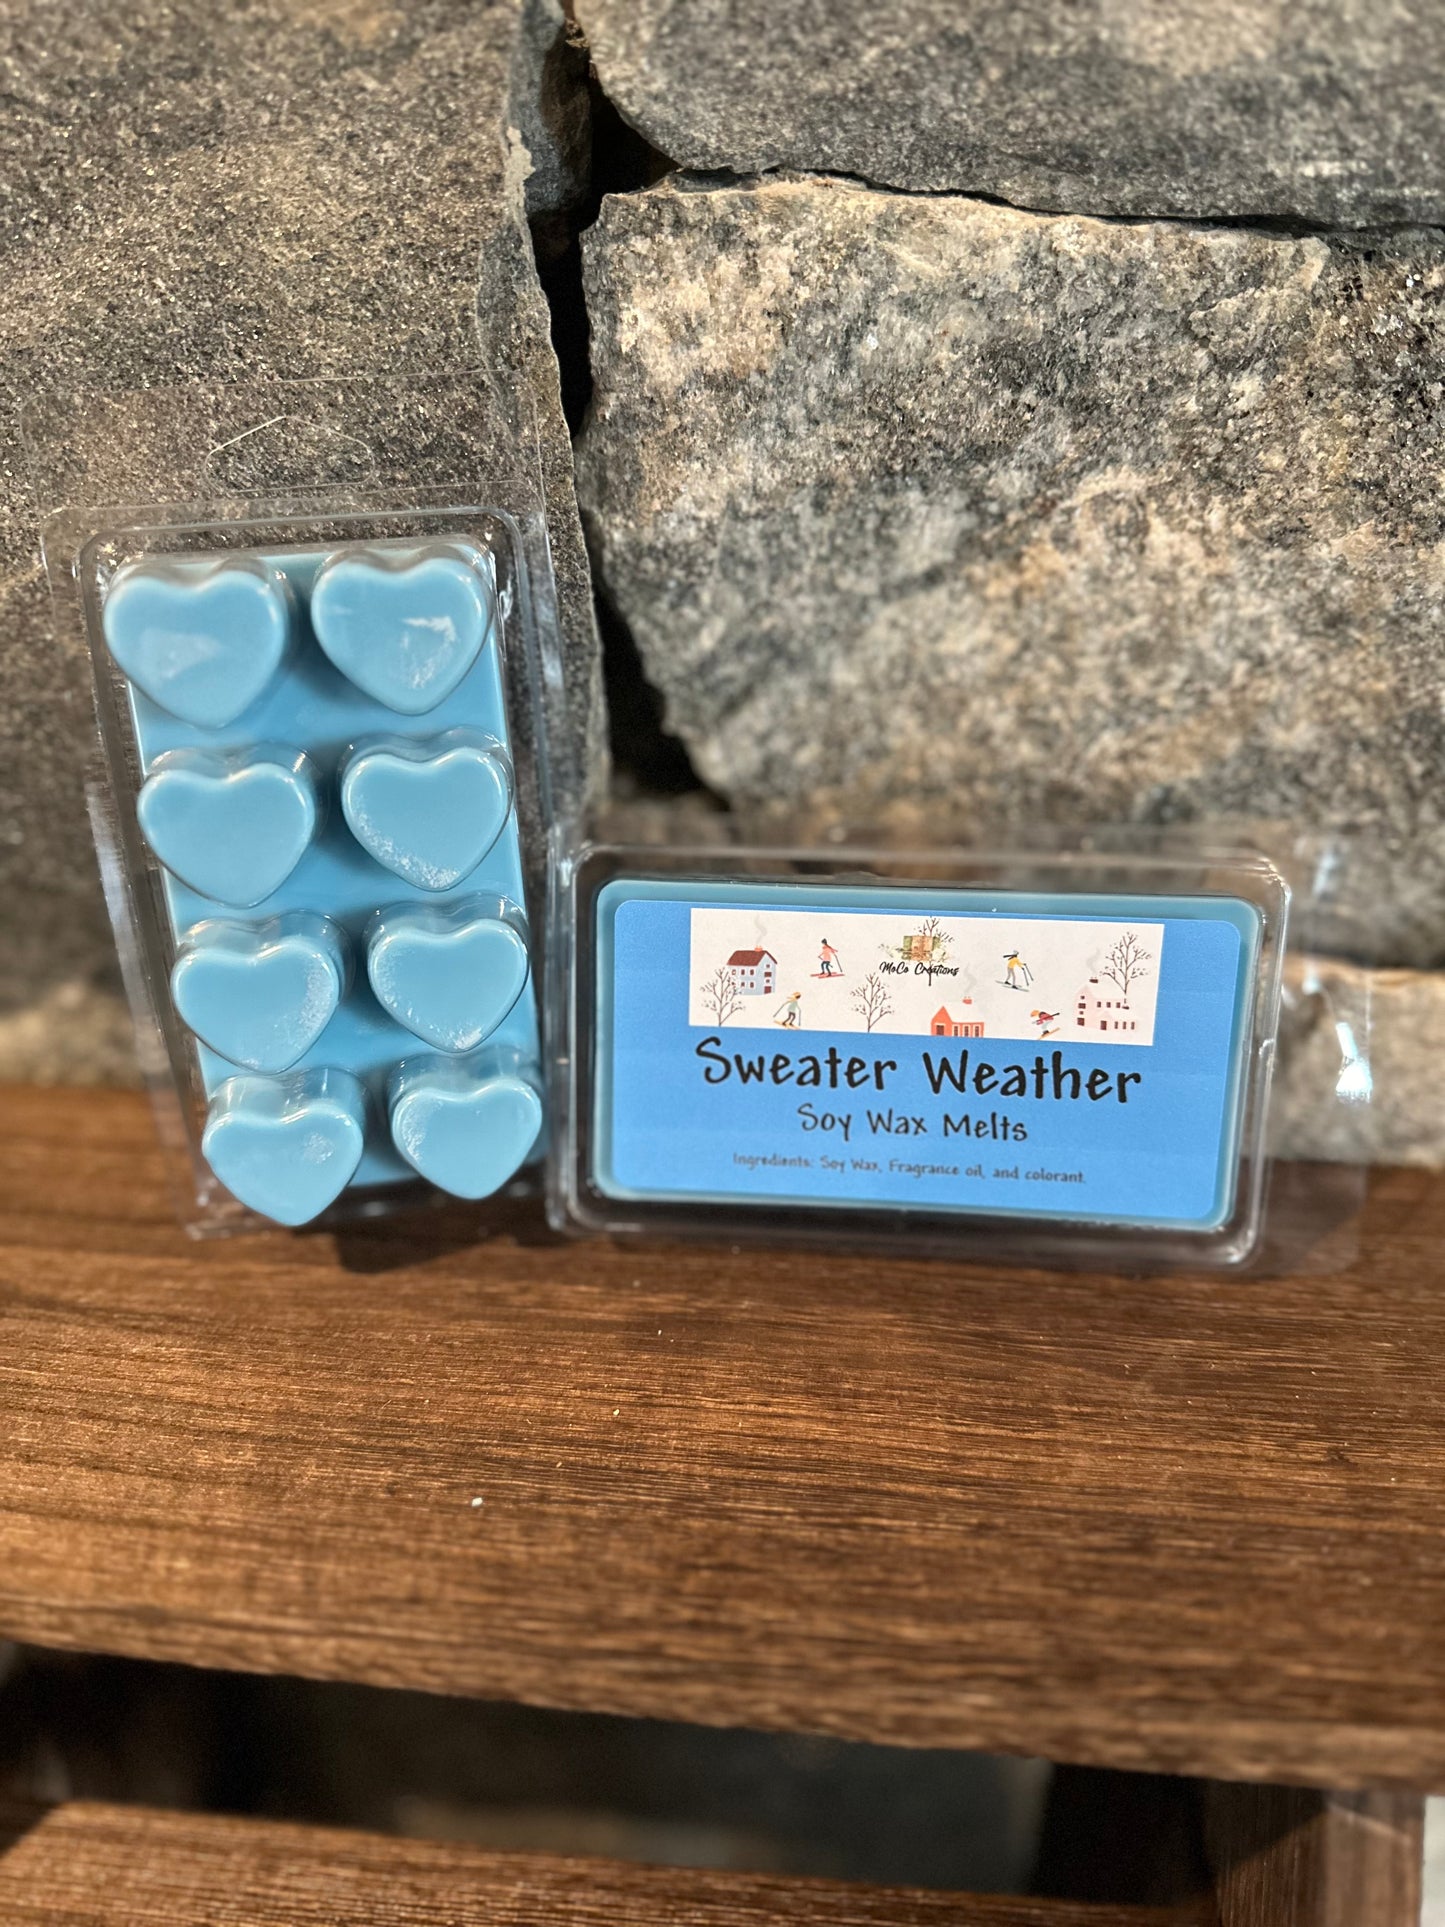 MoCo Creations
Sweater Weather
Soy Wax Melts
Ingredients: Soy Wax, Fragrance oil, and colorant.